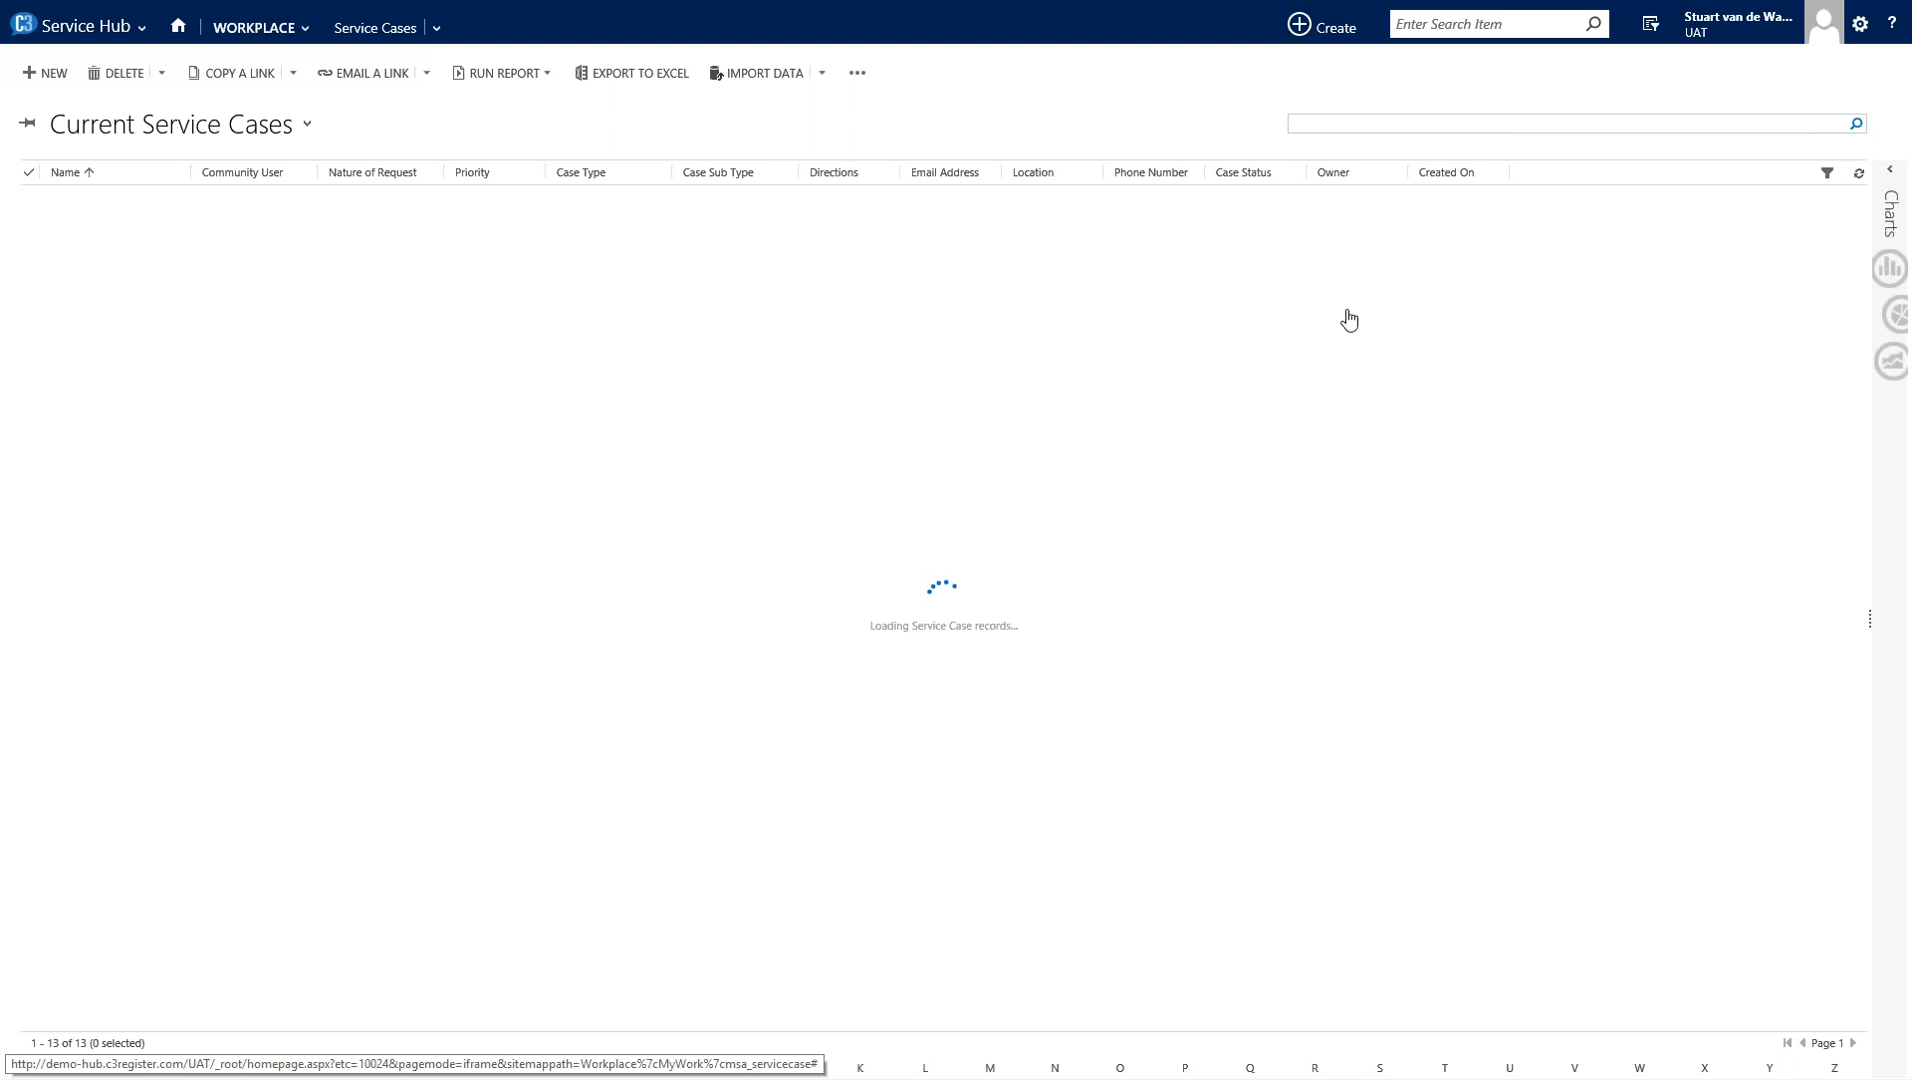 C3 Service Hub WORKPLACE Service Cases Create Enter Search Item Stuart van de Wa...
UAT
?
NEW DELETE COPY A LINK EMAIL A LINK RUN REPORT EXPORT TO EXCEL IMPORT DATA ...
Current Service Cases
Name Community User Nature of Request Priority Case Type Case Sub Type Directions Email Address Location Phone Number Case Status Owner Created On
Charts
Loading Service Case records...
1 - 13 of 13 (0 selected) Page 1
http://demo-hub.c3register.com/UAT/_root/homepage.aspx?etc=10024&pagemode=iframe&sitemappath=Workplace%7cMyWork%7cmsa_servicecase#
K L M N O P Q R S T U V W X Y Z